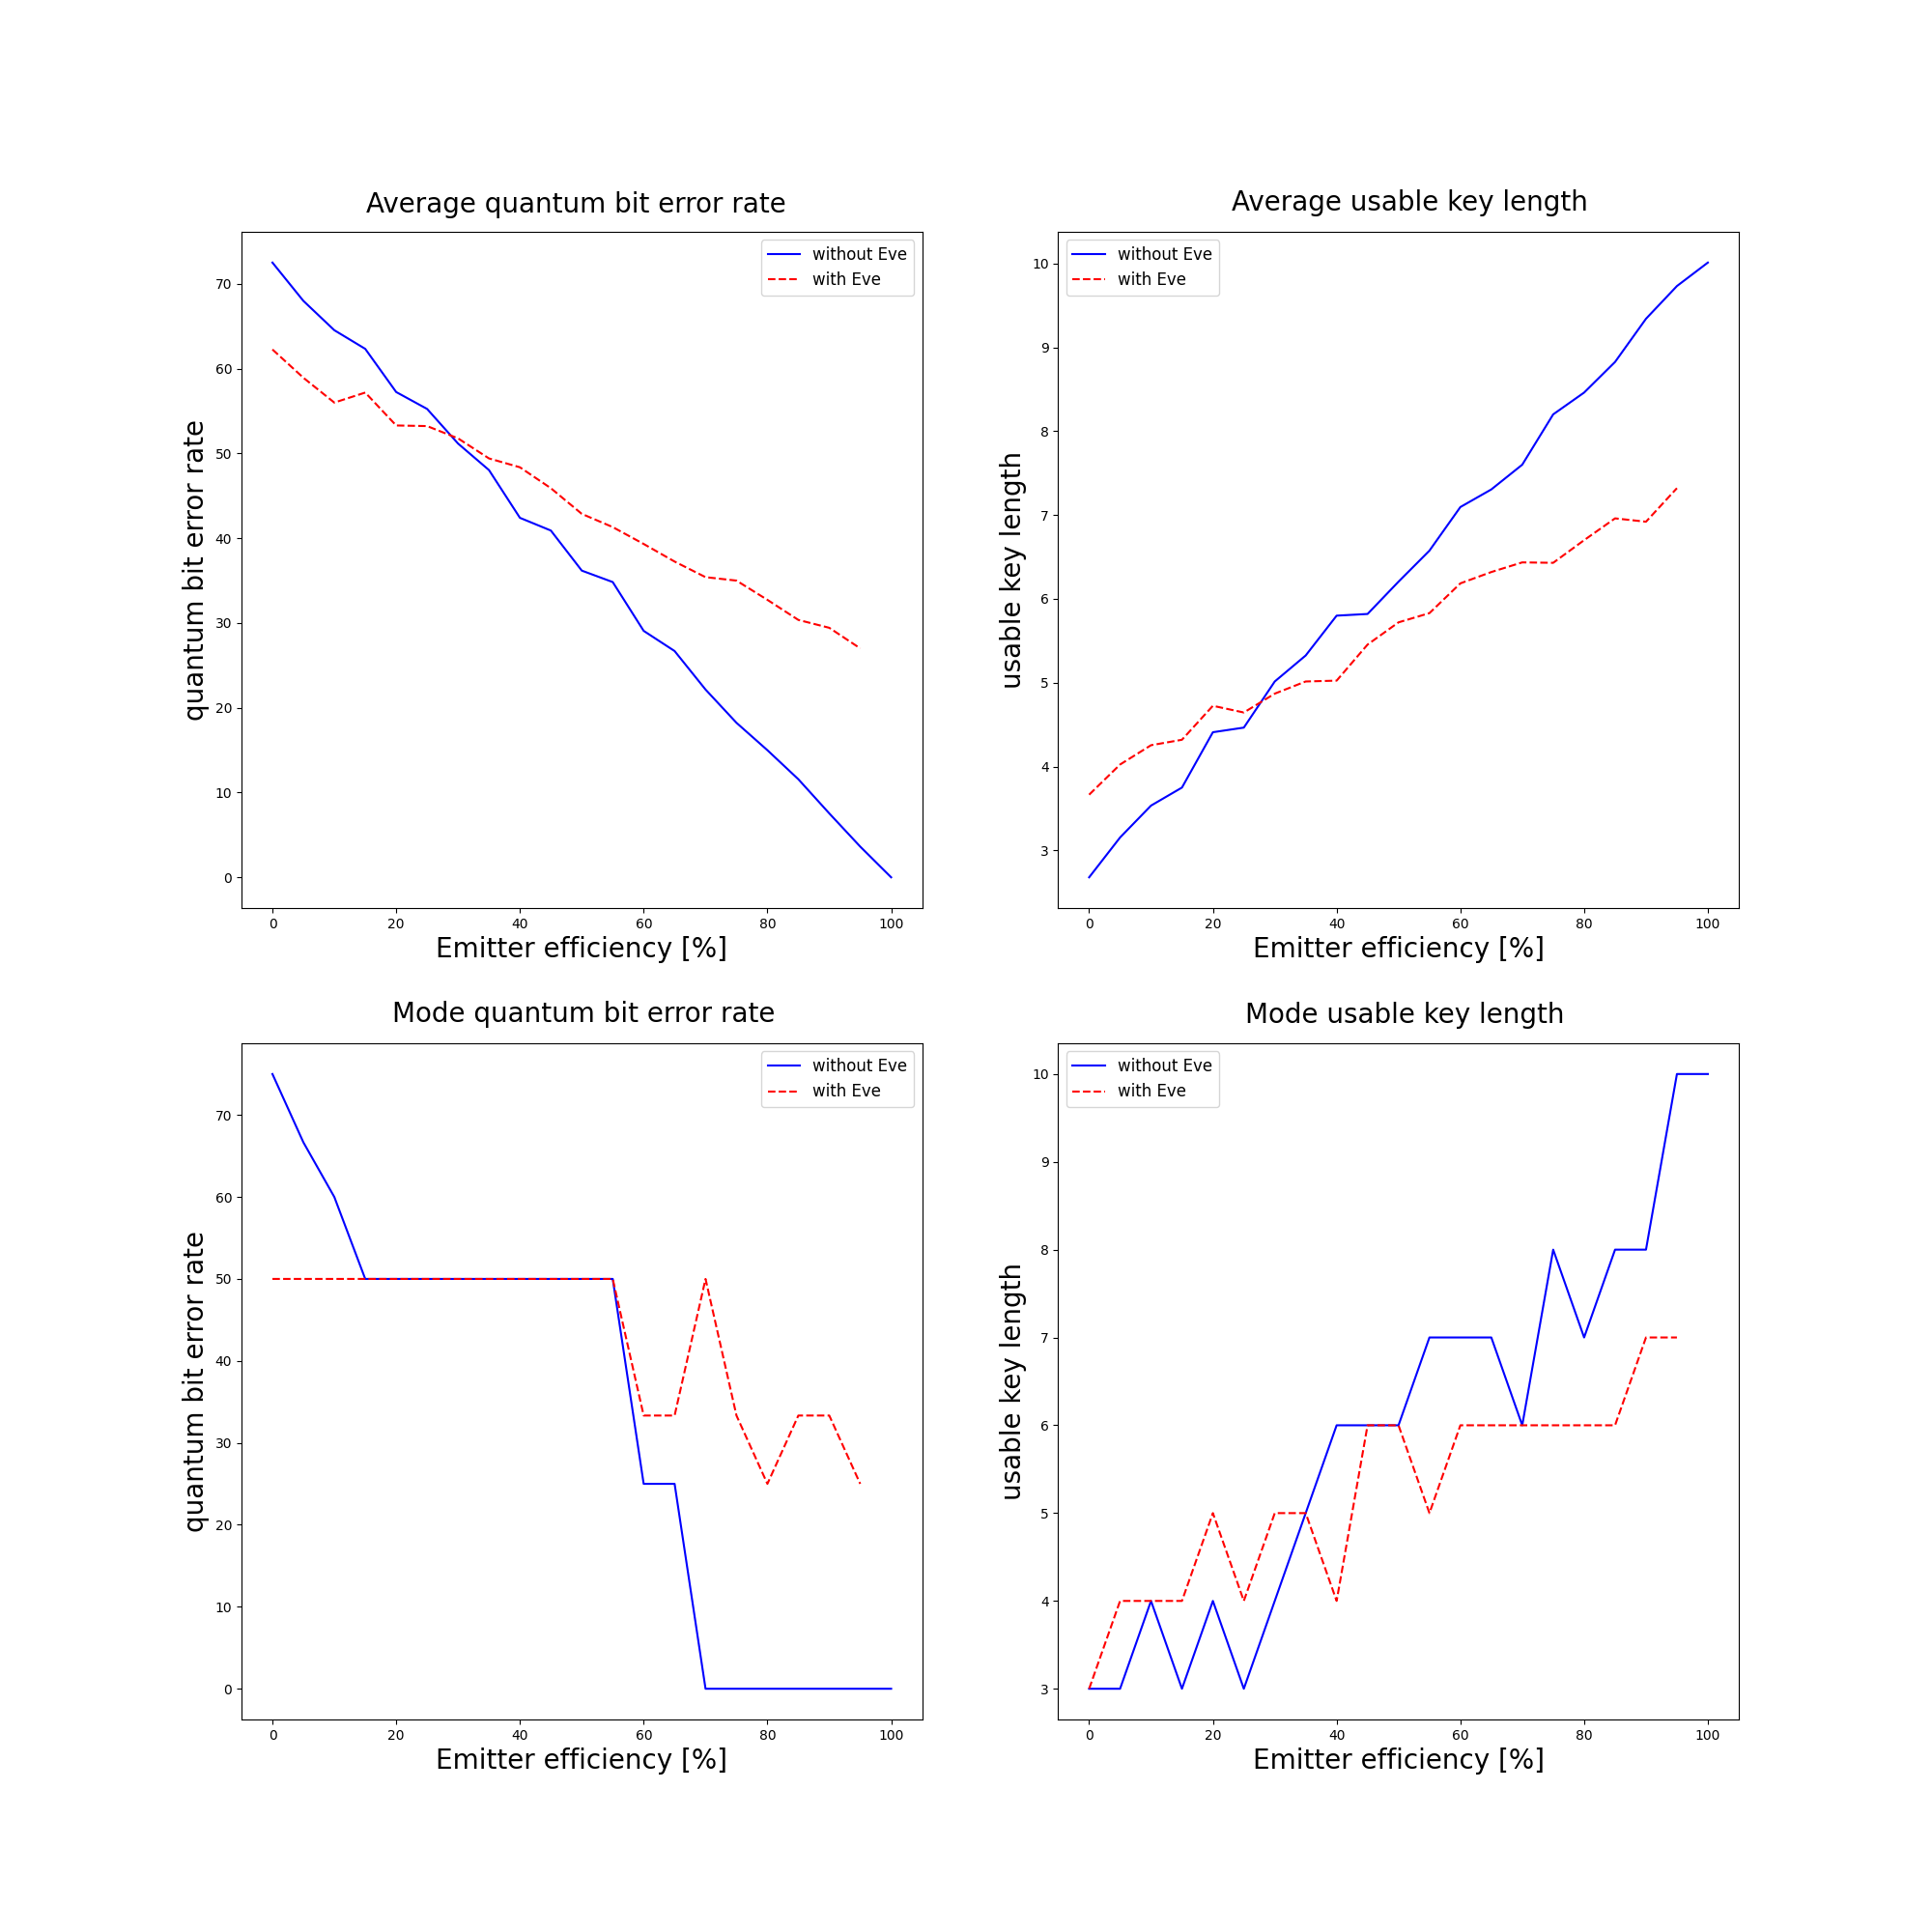 Average quantum bit error rate
without Eve
with Eve
70
60
50
40
30
20
10
0
quantum bit error rate
0 20 40 60 80 100
Emitter efficiency [%]
Average usable key length
without Eve
with Eve
10
9
8
7
6
5
4
3
usable key length
0 20 40 60 80 100
Emitter efficiency [%]
Mode quantum bit error rate
without Eve
with Eve
70
60
50
40
30
20
10
0
quantum bit error rate
0 20 40 60 80 100
Emitter efficiency [%]
Mode usable key length
without Eve
with Eve
10
9
8
7
6
5
4
3
usable key length
0 20 40 60 80 100
Emitter efficiency [%]